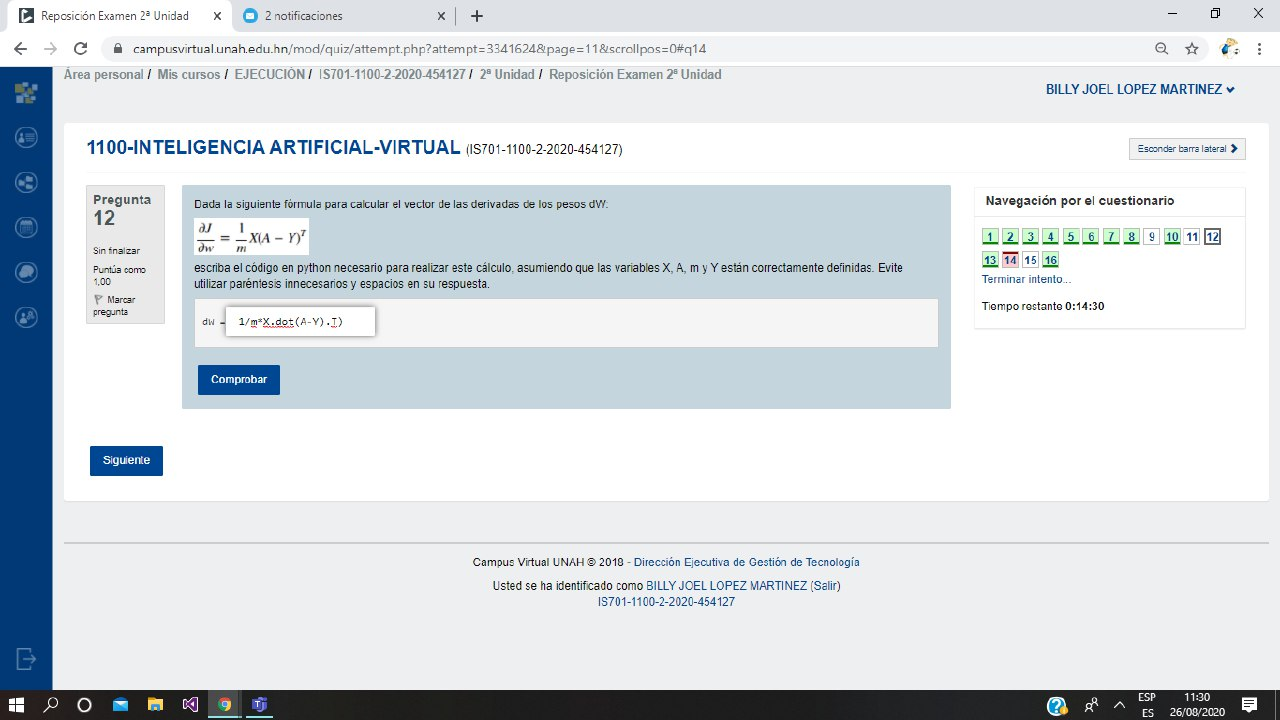 Reposición Examen 2ª Unidad
2 notificaciones
campusvirtual.unah.edu.hn/mod/quiz/attempt.php?attempt=3341624&page=11&scrollpos=0#q14
Área personal / Mis cursos / EJECUCIÓN / IS701-1100-2-2020-454127 / 2ª Unidad / Reposición Examen 2ª Unidad
BILLY JOEL LOPEZ MARTINEZ
1100-INTELIGENCIA ARTIFICIAL-VIRTUAL (IS701-1100-2-2020-454127)
Esconder barra lateral
Pregunta
12
Sin finalizar
Puntúa como
1,00
Marcar
pregunta
Dada la siguiente fórmula para calcular el vector de las derivadas de los pesos dW:
∂J/∂w = 1/m X(A − Y)ᵀ
escriba el código en python necesario para realizar este cálculo, asumiendo que las variables X, A, m y Y están correctamente definidas. Evite
utilizar paréntesis innecesarios y espacios en su respuesta.
dW = 1/m*X.dot(A-Y).T)
Comprobar
Siguiente
Navegación por el cuestionario
1 2 3 4 5 6 7 8 9 10 11 12
13 14 15 16
Terminar intento...
Tiempo restante 0:14:30
Campus Virtual UNAH © 2018 - Dirección Ejecutiva de Gestión de Tecnología
Usted se ha identificado como BILLY JOEL LOPEZ MARTINEZ (Salir)
IS701-1100-2-2020-454127
ESP
ES
11:30
26/08/2020